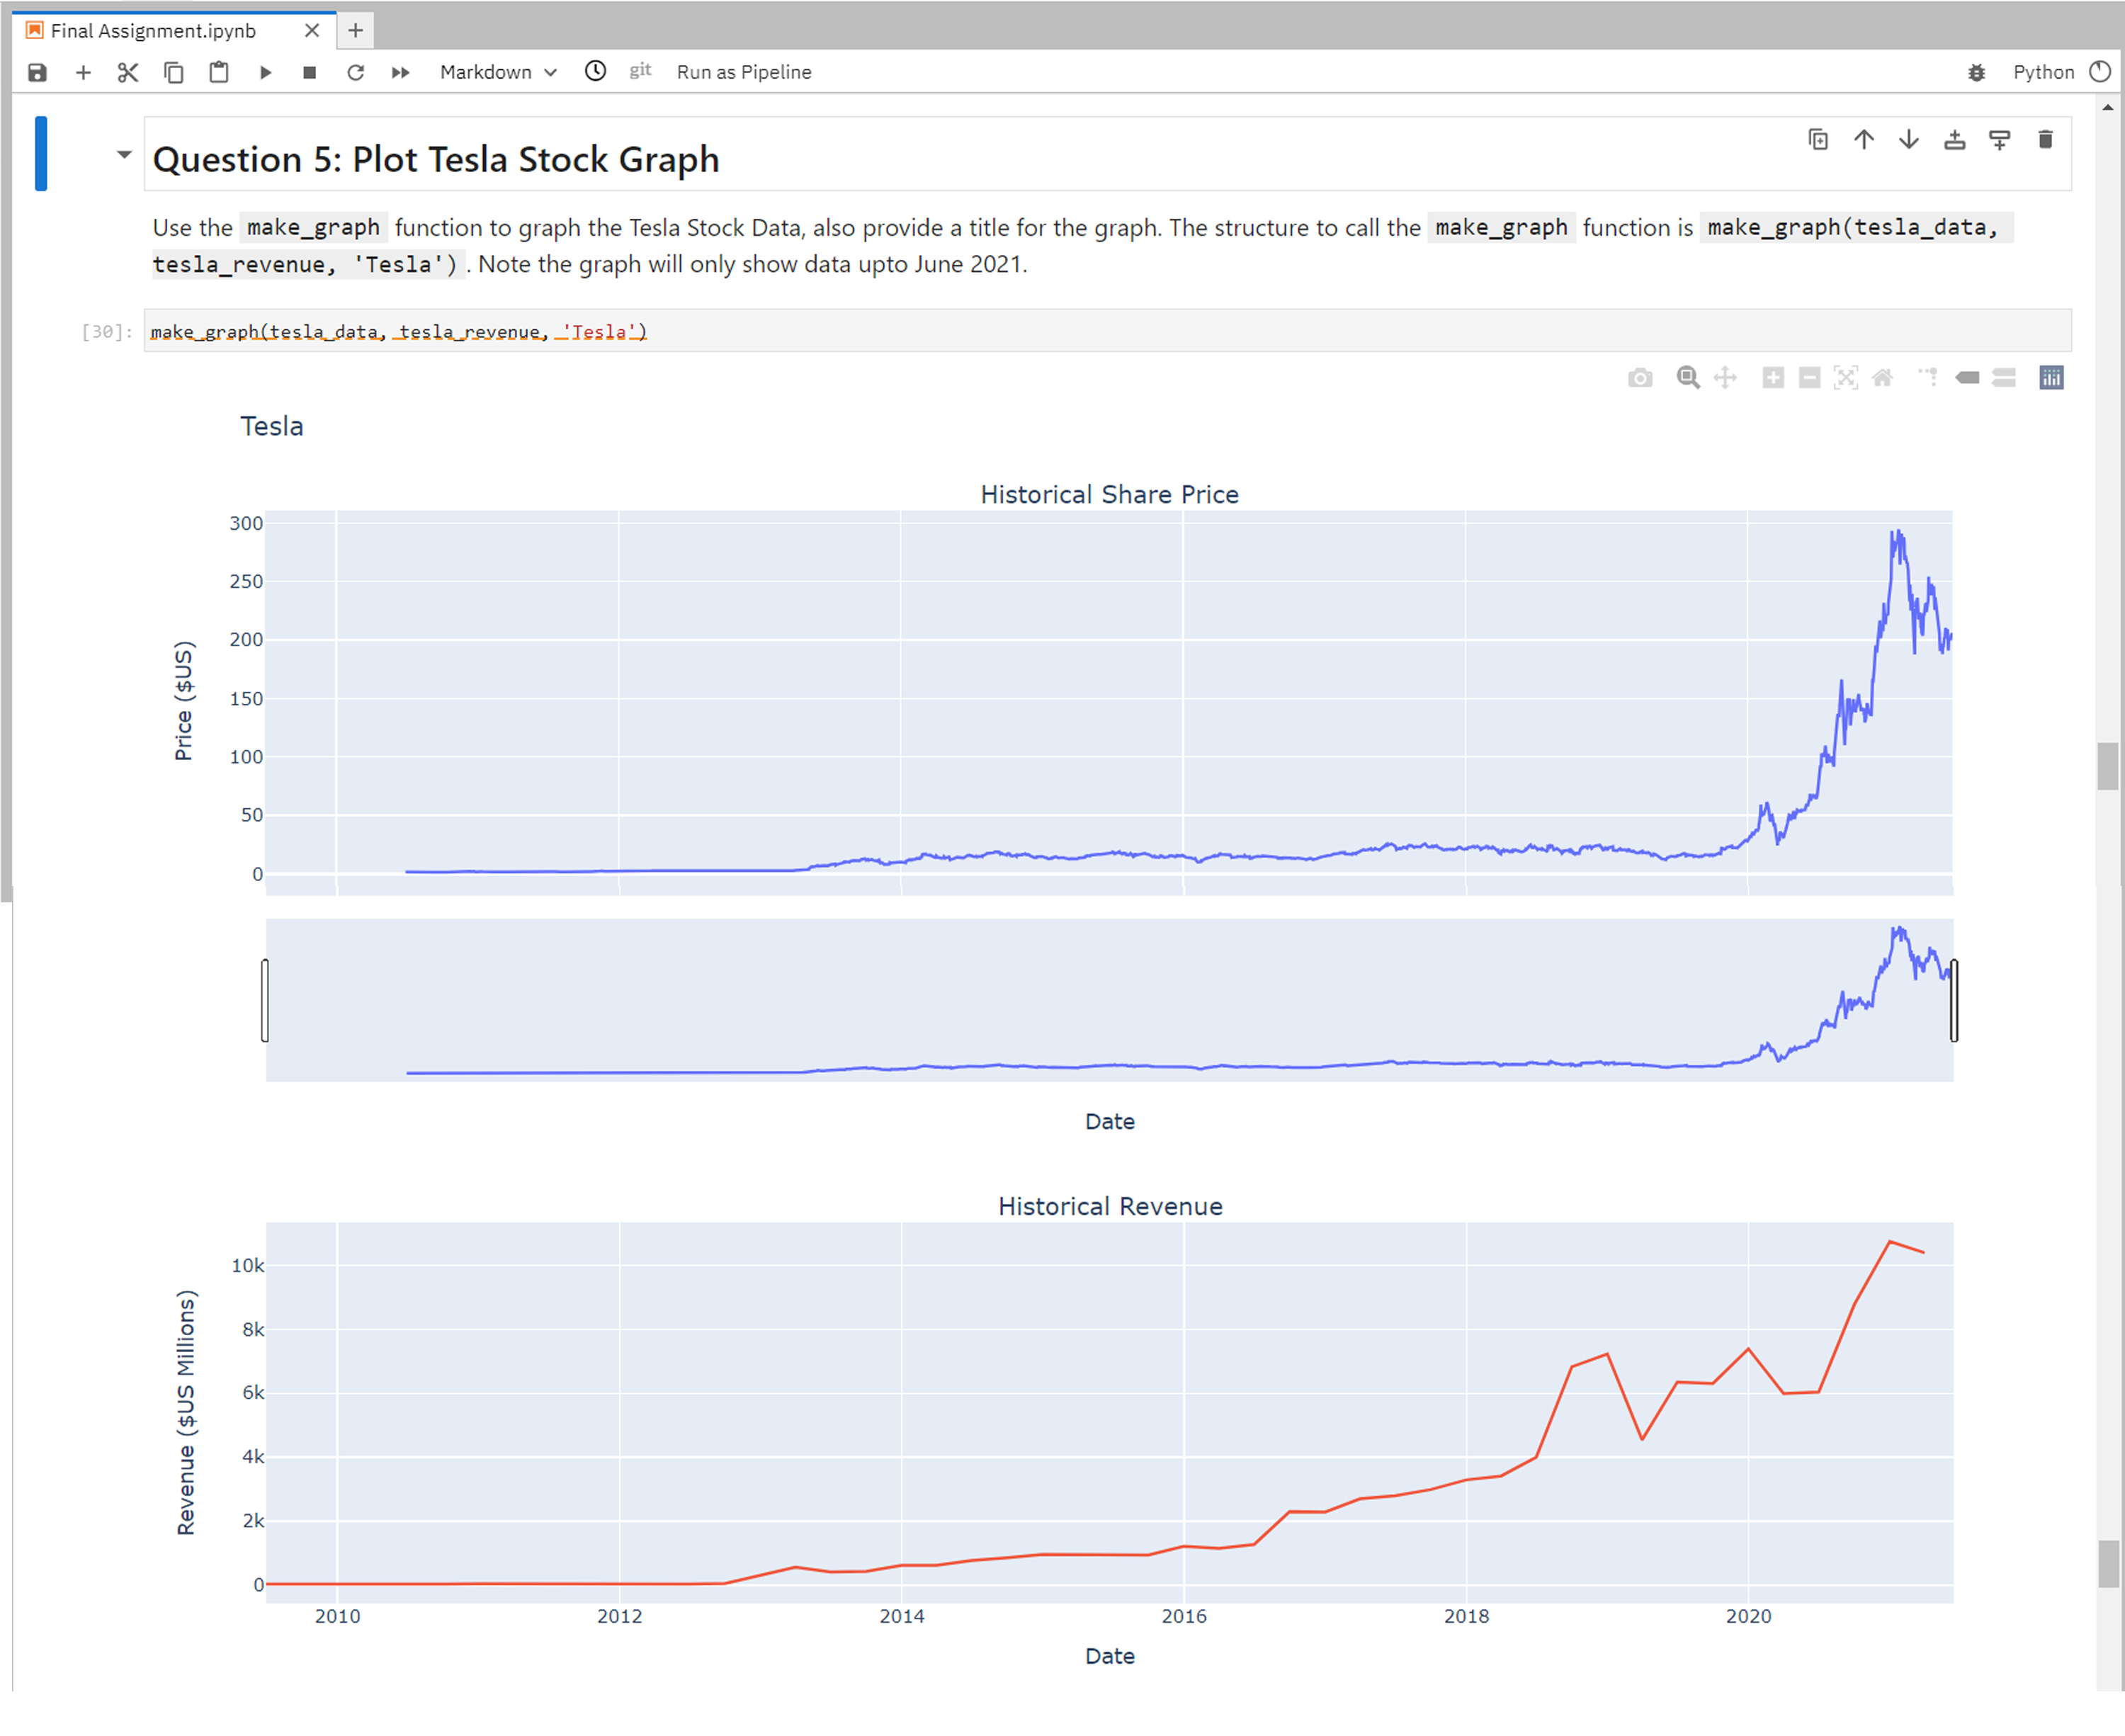 Final Assignment.ipynb
Markdown git Run as Pipeline Python
Question 5: Plot Tesla Stock Graph
Use the make_graph function to graph the Tesla Stock Data, also provide a title for the graph. The structure to call the make_graph function is make_graph(tesla_data,
tesla_revenue, 'Tesla') . Note the graph will only show data upto June 2021.
[30]: make_graph(tesla_data, tesla_revenue, 'Tesla')
Tesla
Historical Share Price
300
250
200
150
100
50
0
Price ($US)
Date
Historical Revenue
10k
8k
6k
4k
2k
0
Revenue ($US Millions)
2010 2012 2014 2016 2018 2020
Date